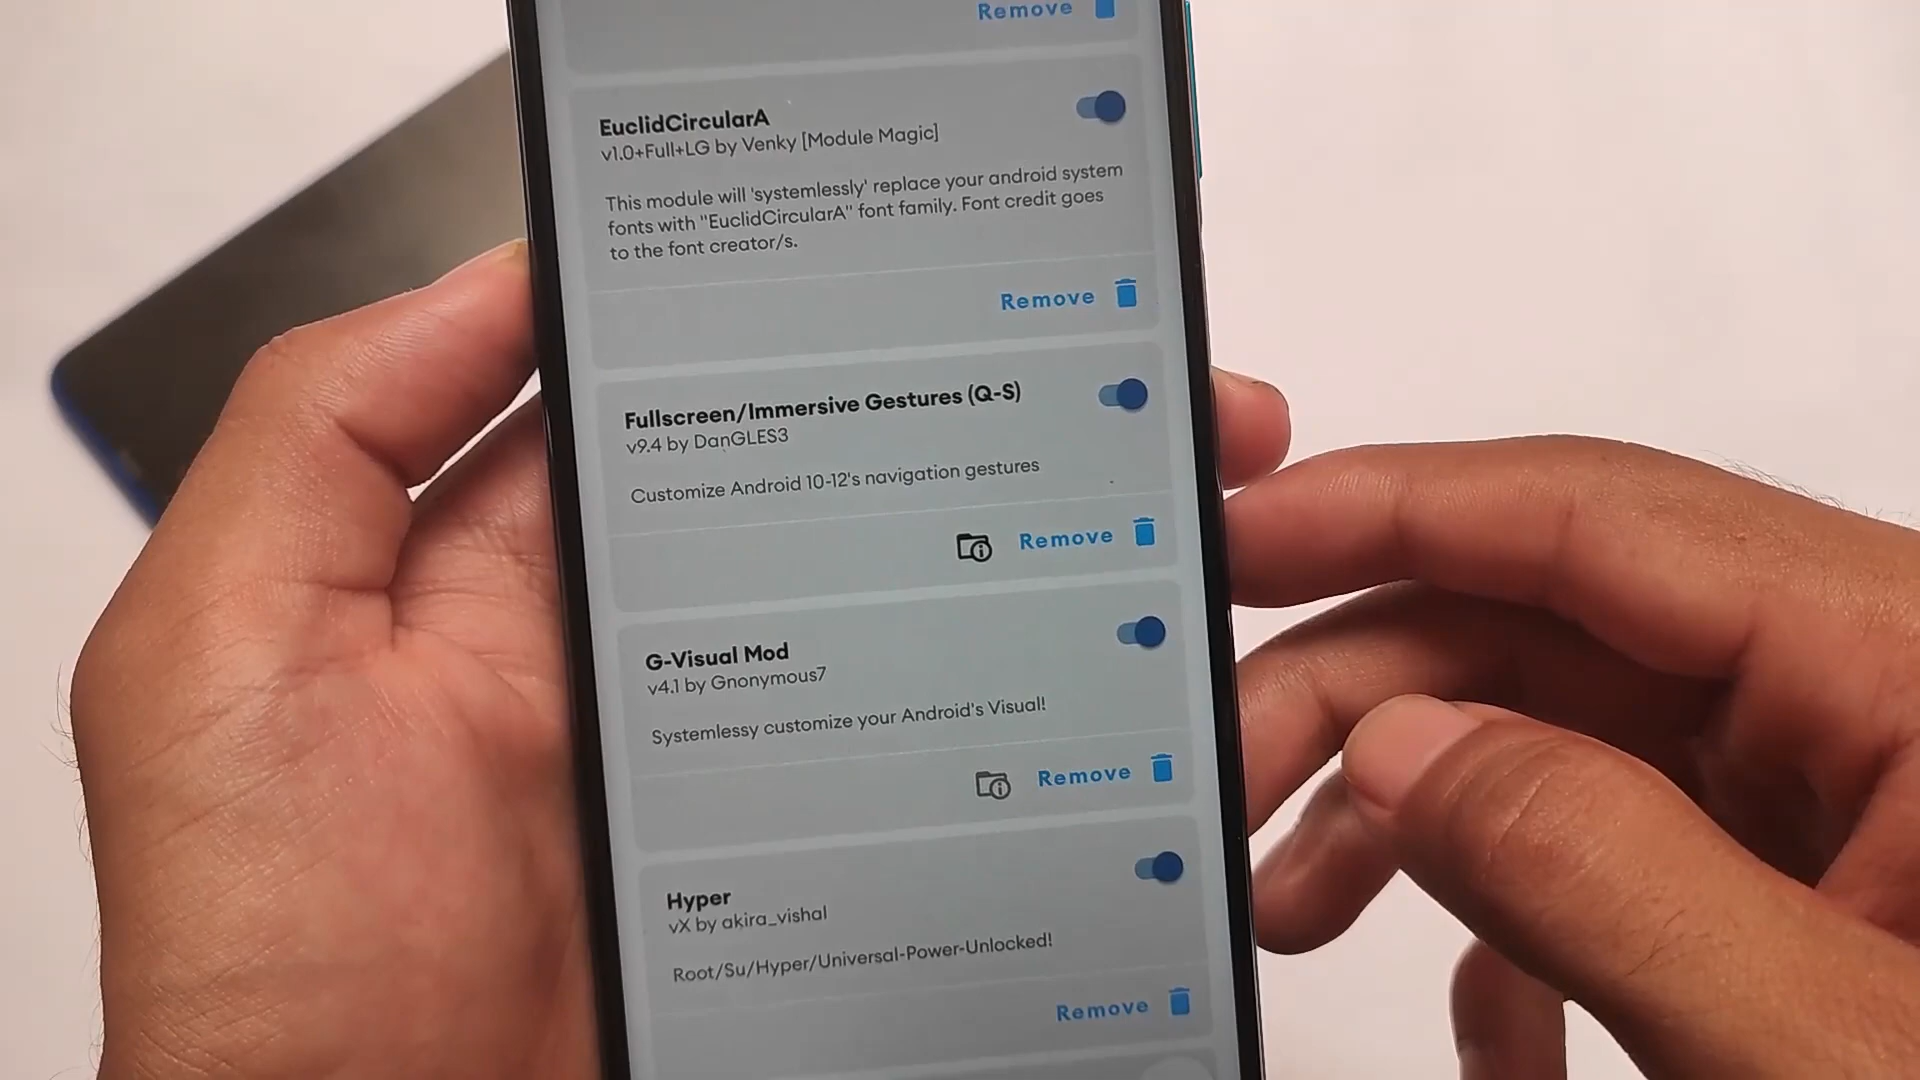 Remove
EuclidCircularA
v1.0+Full+LG by Venky [Module Magic]
This module will 'systemlessly' replace your android system
fonts with "EuclidCircularA" font family. Font credit goes
to the font creator/s.
Remove
Fullscreen/Immersive Gestures (Q-S)
v9.4 by DanGLES3
Customize Android 10-12's navigation gestures
Remove
G-Visual Mod
v4.1 by Gnonymous7
Systemlessy customize your Android's Visual!
Remove
Hyper
vX by akira_vishal
Root/Su/Hyper/Universal-Power-Unlocked!
Remove